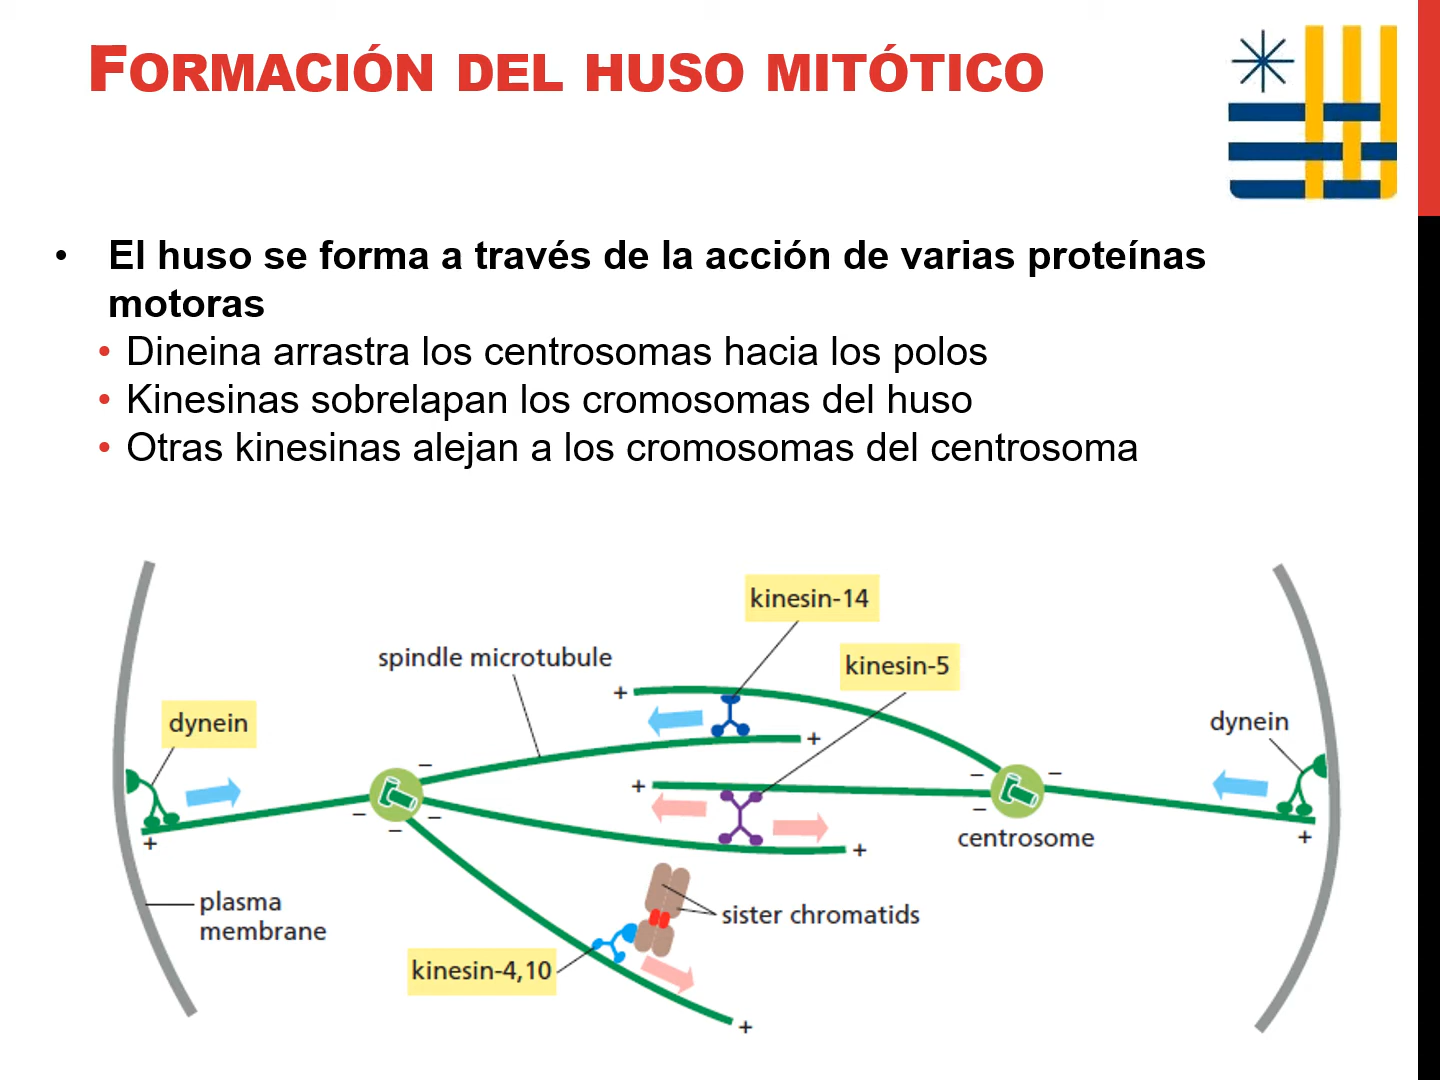 FORMACIÓN DEL HUSO MITÓTICO
• El huso se forma a través de la acción de varias proteínas
motoras
• Dineina arrastra los centrosomas hacia los polos
• Kinesinas sobrelapan los cromosomas del huso
• Otras kinesinas alejan a los cromosomas del centrosoma
kinesin-14
spindle microtubule
kinesin-5
+
dynein
dynein
+
−
+
−
−
−
−
−
−
+
centrosome
+
+
plasma
membrane
sister chromatids
kinesin-4,10
+